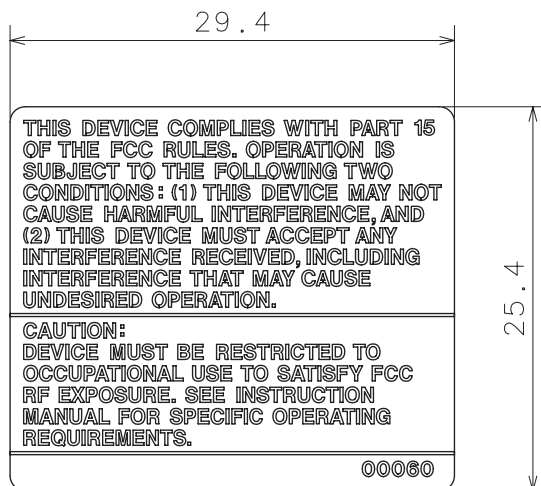 29.4
THIS DEVICE COMPLIES WITH PART 15
OF THE FCC RULES. OPERATION IS
SUBJECT TO THE FOLLOWING TWO
CONDITIONS: (1) THIS DEVICE MAY NOT
CAUSE HARMFUL INTERFERENCE, AND
(2) THIS DEVICE MUST ACCEPT ANY
INTERFERENCE RECEIVED, INCLUDING
INTERFERENCE THAT MAY CAUSE
UNDESIRED OPERATION.
25.4
CAUTION:
DEVICE MUST BE RESTRICTED TO
OCCUPATIONAL USE TO SATISFY FCC
RF EXPOSURE. SEE INSTRUCTION
MANUAL FOR SPECIFIC OPERATING
REQUIREMENTS.
00060